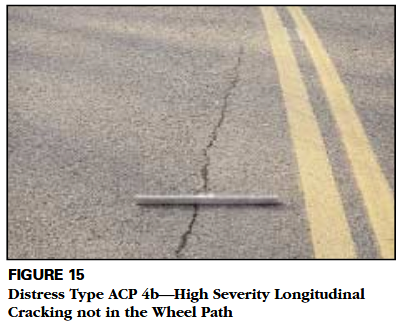 FIGURE 15
Distress Type ACP 4b—High Severity Longitudinal
Cracking not in the Wheel Path